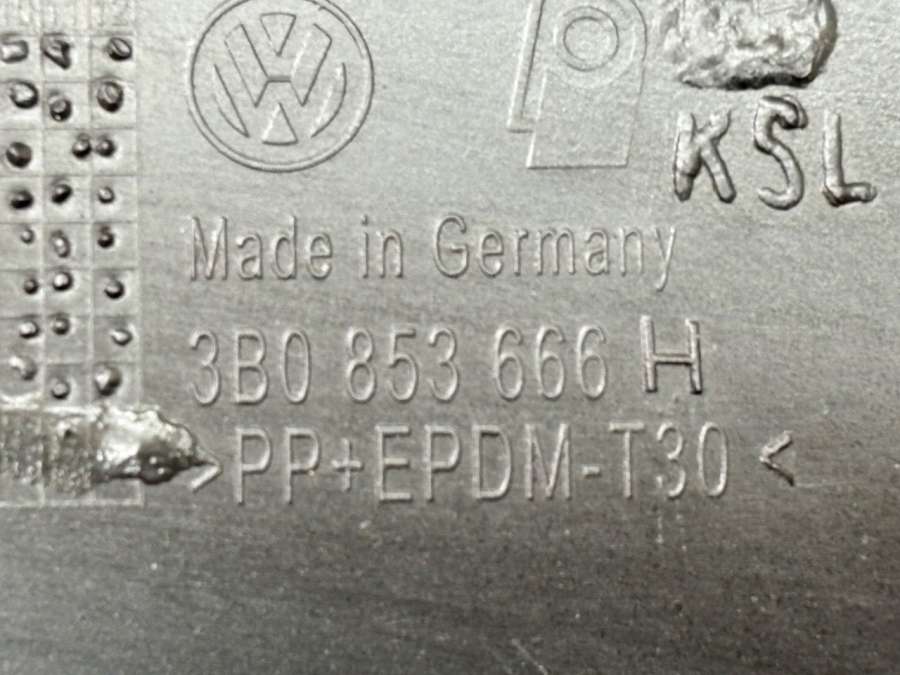 KSL
Made in Germany
3B0 853 666 H
>PP+EPDM-T30<